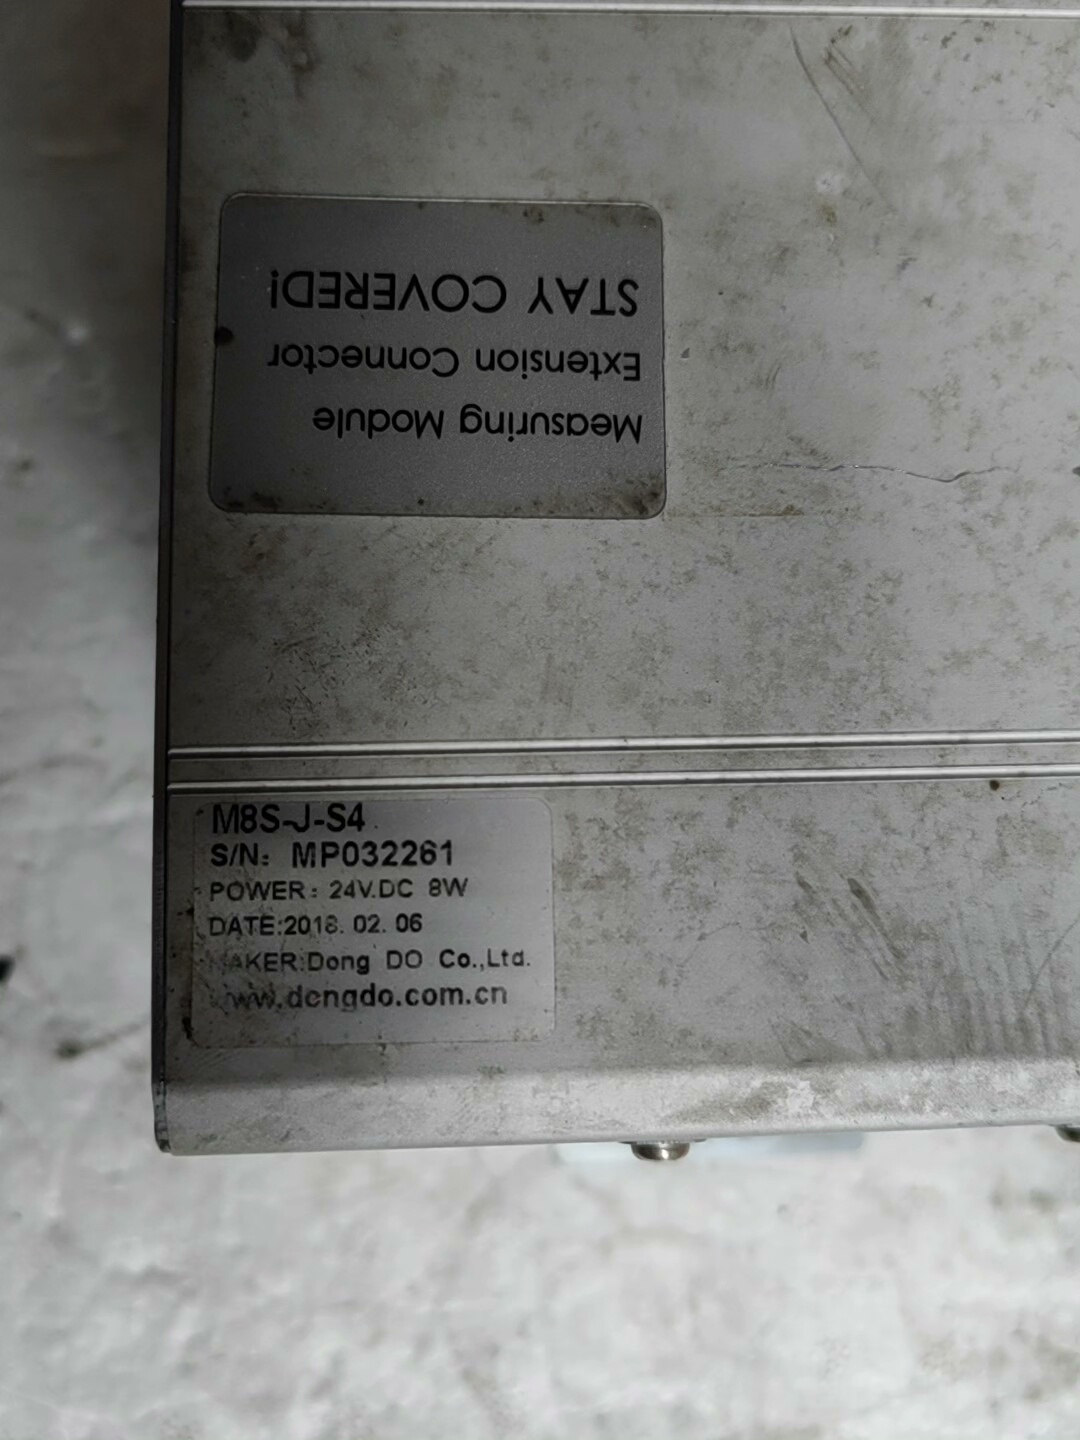 Measuring Module
Extension Connector
STAY COVERED!
M8S-J-S4
S/N: MP032261
POWER: 24V.DC 8W
DATE:2018. 02. 06
MAKER:Dong DO Co.,Ltd.
www.dongdo.com.cn